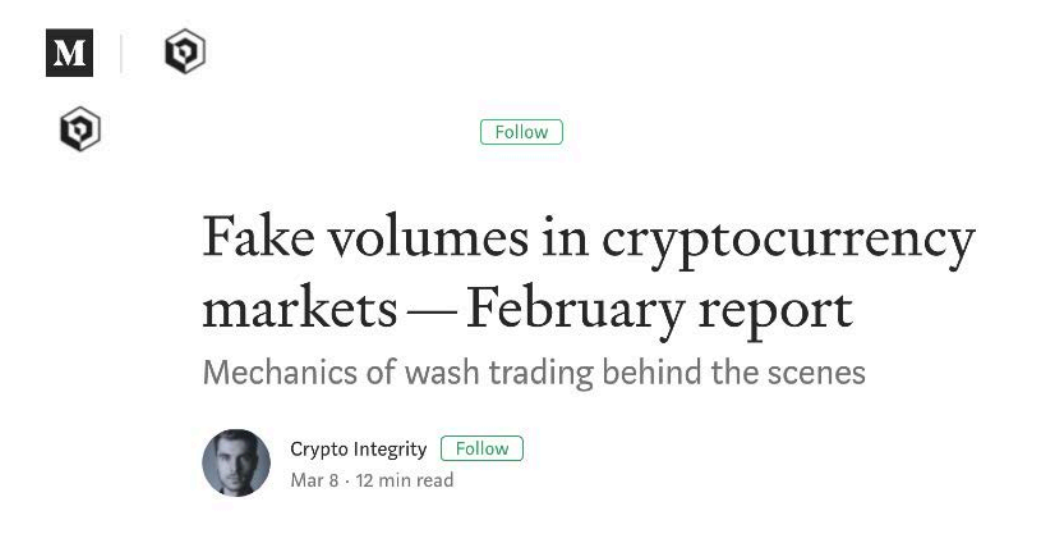 M
Follow
Fake volumes in cryptocurrency
markets — February report
Mechanics of wash trading behind the scenes
Crypto Integrity Follow
Mar 8 · 12 min read